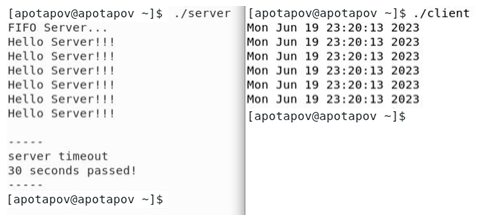 [apotapov@apotapov ~]$ ./server
FIFO Server...
Hello Server!!!
Hello Server!!!
Hello Server!!!
Hello Server!!!
Hello Server!!!
Hello Server!!!
-----
server timeout
30 seconds passed!
-----
[apotapov@apotapov ~]$
[apotapov@apotapov ~]$ ./client
Mon Jun 19 23:20:13 2023
Mon Jun 19 23:20:13 2023
Mon Jun 19 23:20:13 2023
Mon Jun 19 23:20:13 2023
Mon Jun 19 23:20:13 2023
Mon Jun 19 23:20:13 2023
[apotapov@apotapov ~]$